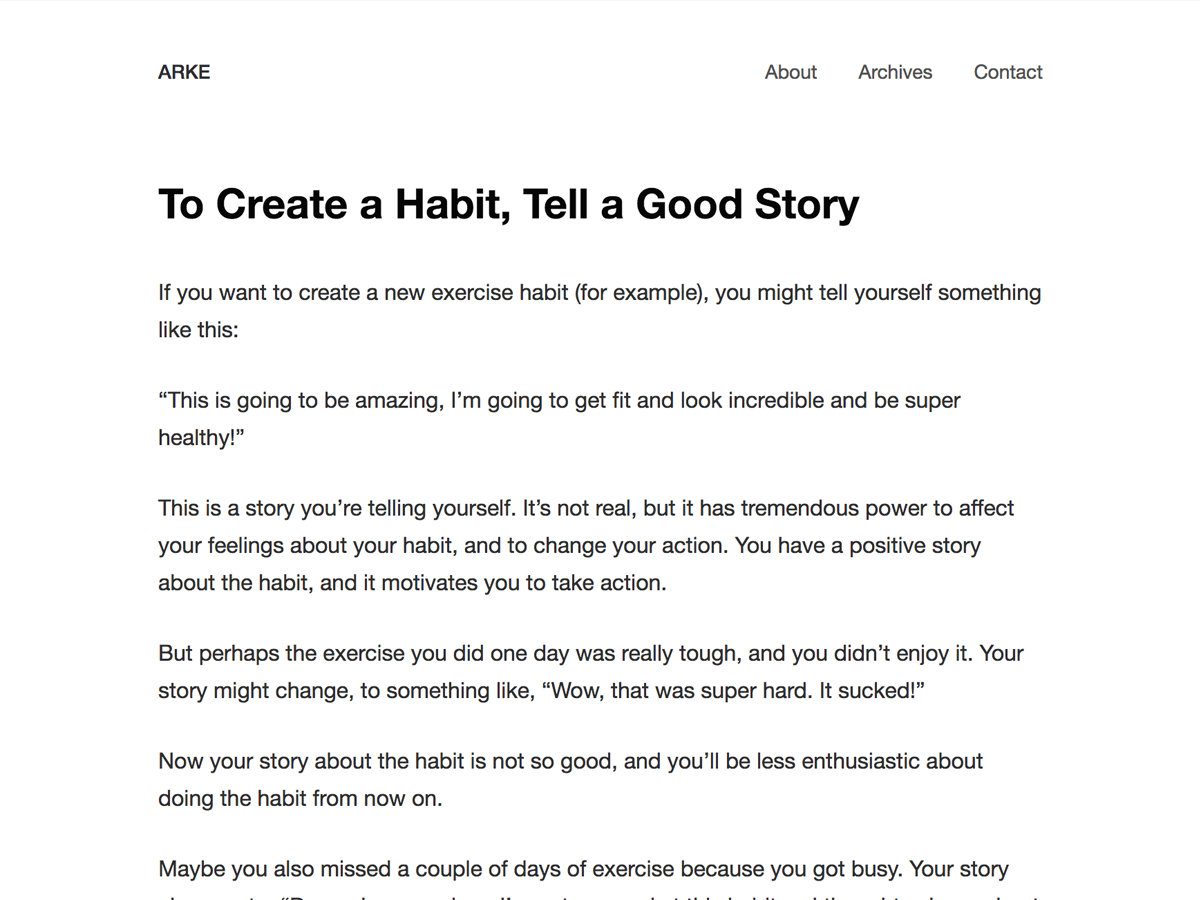 ARKE
About Archives Contact
To Create a Habit, Tell a Good Story
If you want to create a new exercise habit (for example), you might tell yourself something
like this:
“This is going to be amazing, I’m going to get fit and look incredible and be super
healthy!”
This is a story you’re telling yourself. It’s not real, but it has tremendous power to affect
your feelings about your habit, and to change your action. You have a positive story
about the habit, and it motivates you to take action.
But perhaps the exercise you did one day was really tough, and you didn’t enjoy it. Your
story might change, to something like, “Wow, that was super hard. It sucked!”
Now your story about the habit is not so good, and you’ll be less enthusiastic about
doing the habit from now on.
Maybe you also missed a couple of days of exercise because you got busy. Your story